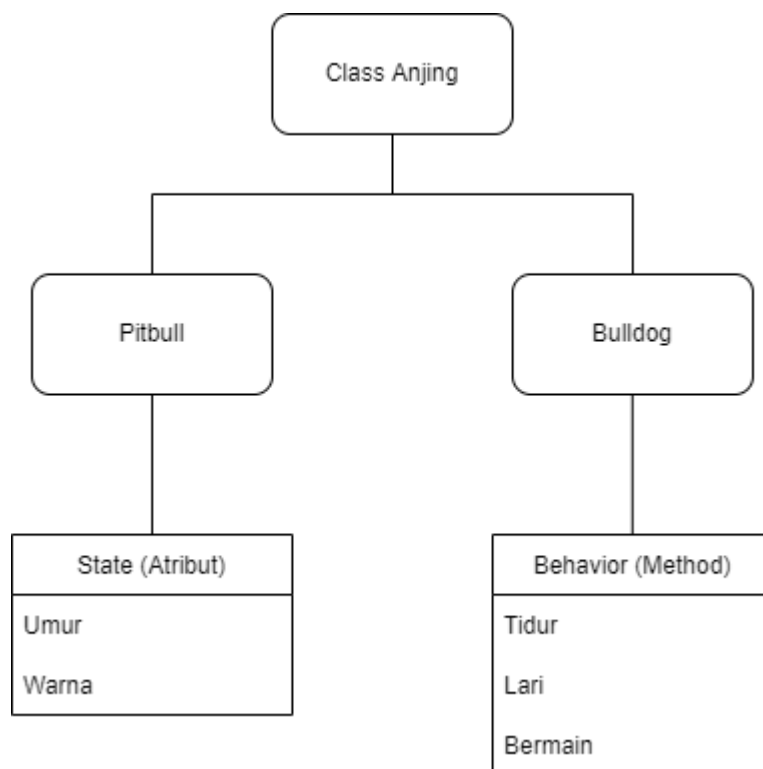 Class Anjing
Pitbull
Bulldog
State (Atribut)
Umur
Warna
Behavior (Method)
Tidur
Lari
Bermain